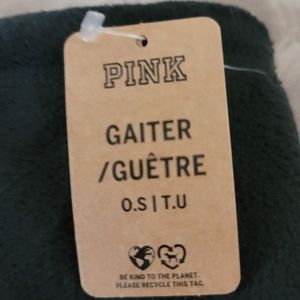 PINK
GAITER
/GUÊTRE
O.S | T.U
BE KIND TO THE PLANET.
PLEASE RECYCLE THIS TAG.